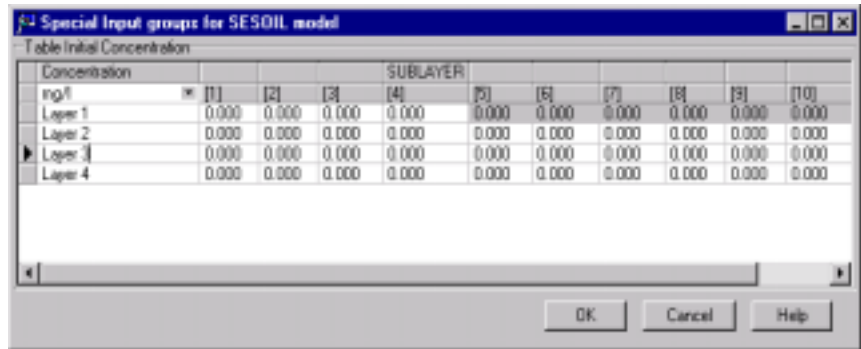 Special Input groups for SESOIL model
Table Initial Concentration
Concentration SUBLAYER
mg/l [1] [2] [3] [4] [5] [6] [7] [8] [9] [10]
Layer 1 0.000 0.000 0.000 0.000 0.000 0.000 0.000 0.000 0.000 0.000
Layer 2 0.000 0.000 0.000 0.000 0.000 0.000 0.000 0.000 0.000 0.000
Layer 3 0.000 0.000 0.000 0.000 0.000 0.000 0.000 0.000 0.000 0.000
Layer 4 0.000 0.000 0.000 0.000 0.000 0.000 0.000 0.000 0.000 0.000
OK Cancel Help